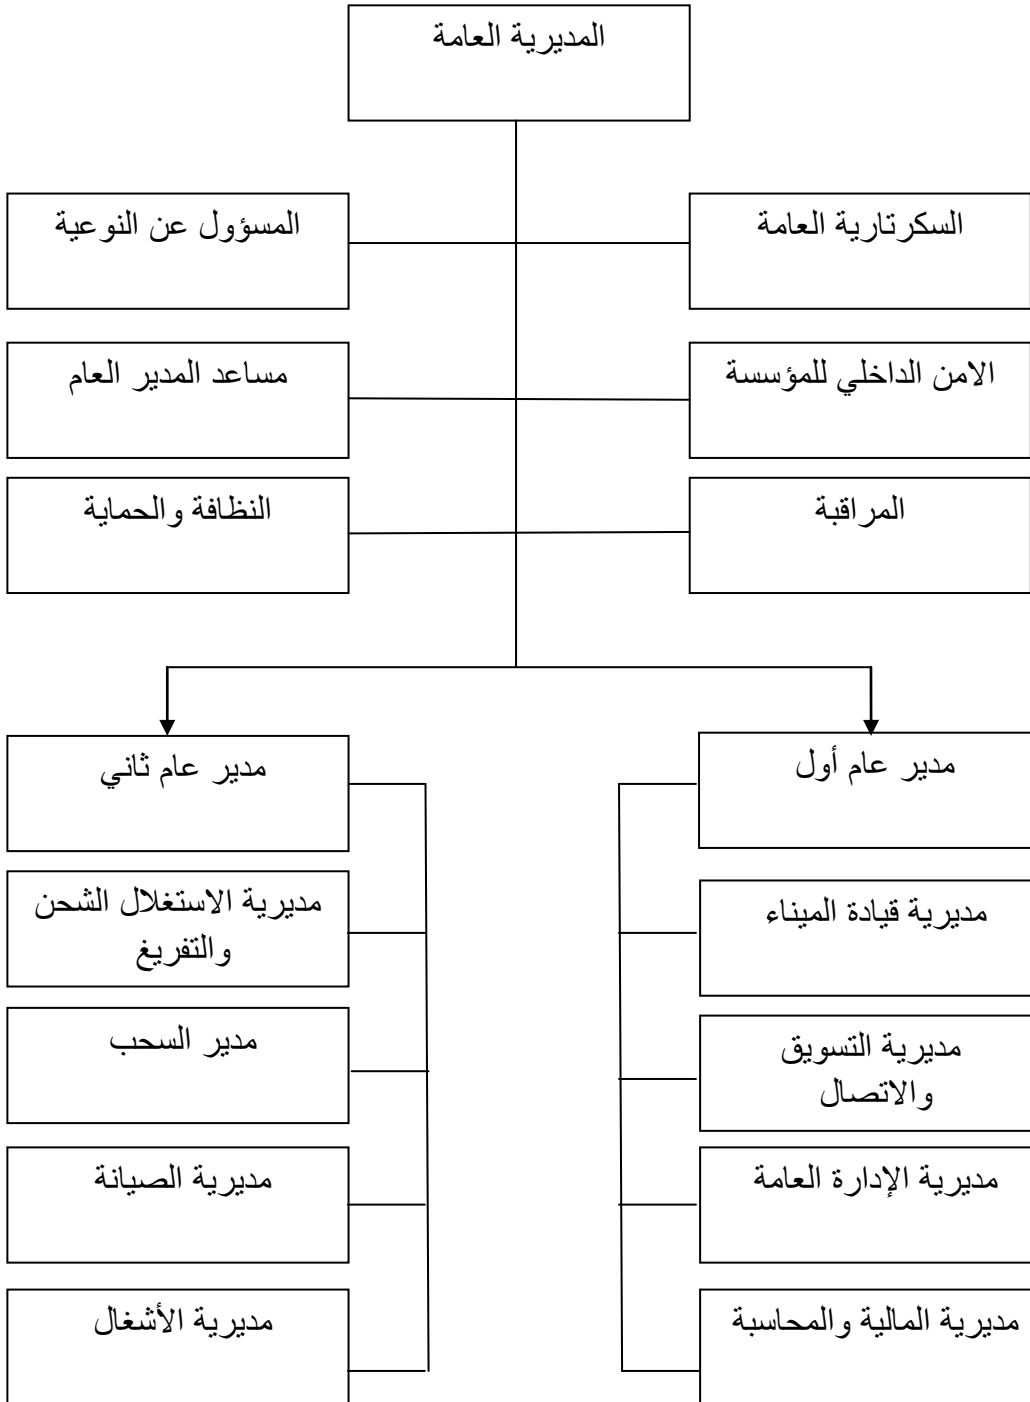 المديرية العامة
السكرتارية العامة
المسؤول عن النوعية
الامن الداخلي للمؤسسة
مساعد المدير العام
المراقبة
النظافة والحماية
مدير عام أول
مدير عام ثاني
مديرية قيادة الميناء
مديرية الاستغلال الشحن
والتفريغ
مديرية التسويق
والاتصال
مدير السحب
مديرية الإدارة العامة
مديرية الصيانة
مديرية المالية والمحاسبة
مديرية الأشغال